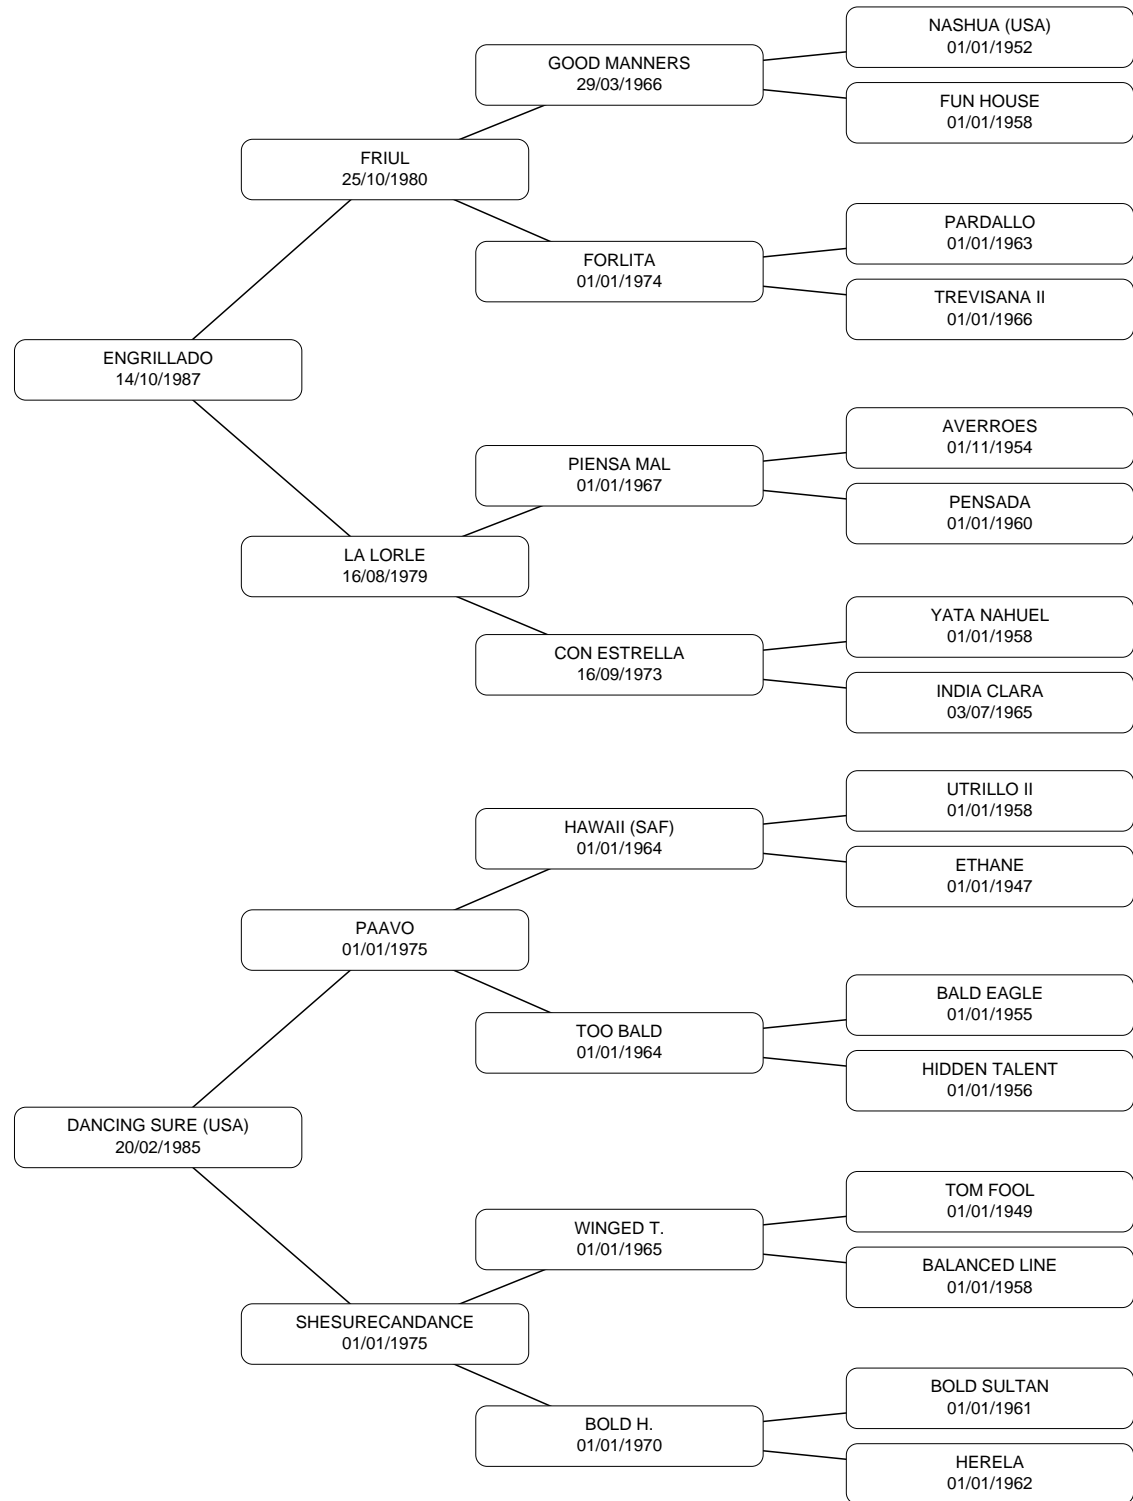 NASHUA (USA)
01/01/1952
GOOD MANNERS
29/03/1966
FUN HOUSE
01/01/1958
FRIUL
25/10/1980
PARDALLO
01/01/1963
FORLITA
01/01/1974
TREVISANA II
01/01/1966
ENGRILLADO
14/10/1987
AVERROES
01/11/1954
PIENSA MAL
01/01/1967
PENSADA
01/01/1960
LA LORLE
16/08/1979
YATA NAHUEL
01/01/1958
CON ESTRELLA
16/09/1973
INDIA CLARA
03/07/1965
UTRILLO II
01/01/1958
HAWAII (SAF)
01/01/1964
ETHANE
01/01/1947
PAAVO
01/01/1975
BALD EAGLE
01/01/1955
TOO BALD
01/01/1964
HIDDEN TALENT
01/01/1956
DANCING SURE (USA)
20/02/1985
TOM FOOL
01/01/1949
WINGED T.
01/01/1965
BALANCED LINE
01/01/1958
SHESURECANDANCE
01/01/1975
BOLD SULTAN
01/01/1961
BOLD H.
01/01/1970
HERELA
01/01/1962